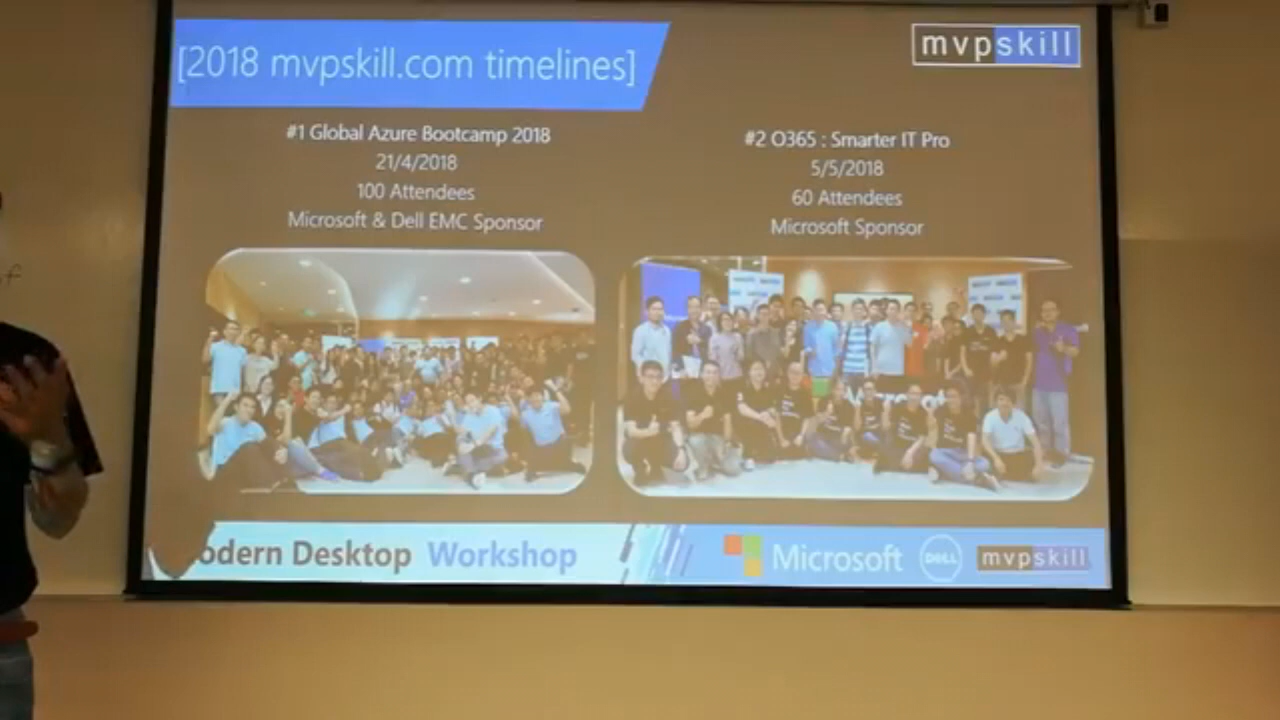 [2018 mvpskill.com timelines]
mvpskill
#1 Global Azure Bootcamp 2018
21/4/2018
100 Attendees
Microsoft & Dell EMC Sponsor
#2 O365 : Smarter IT Pro
5/5/2018
60 Attendees
Microsoft Sponsor
odern Desktop Workshop
Microsoft
DELL
mvpskill